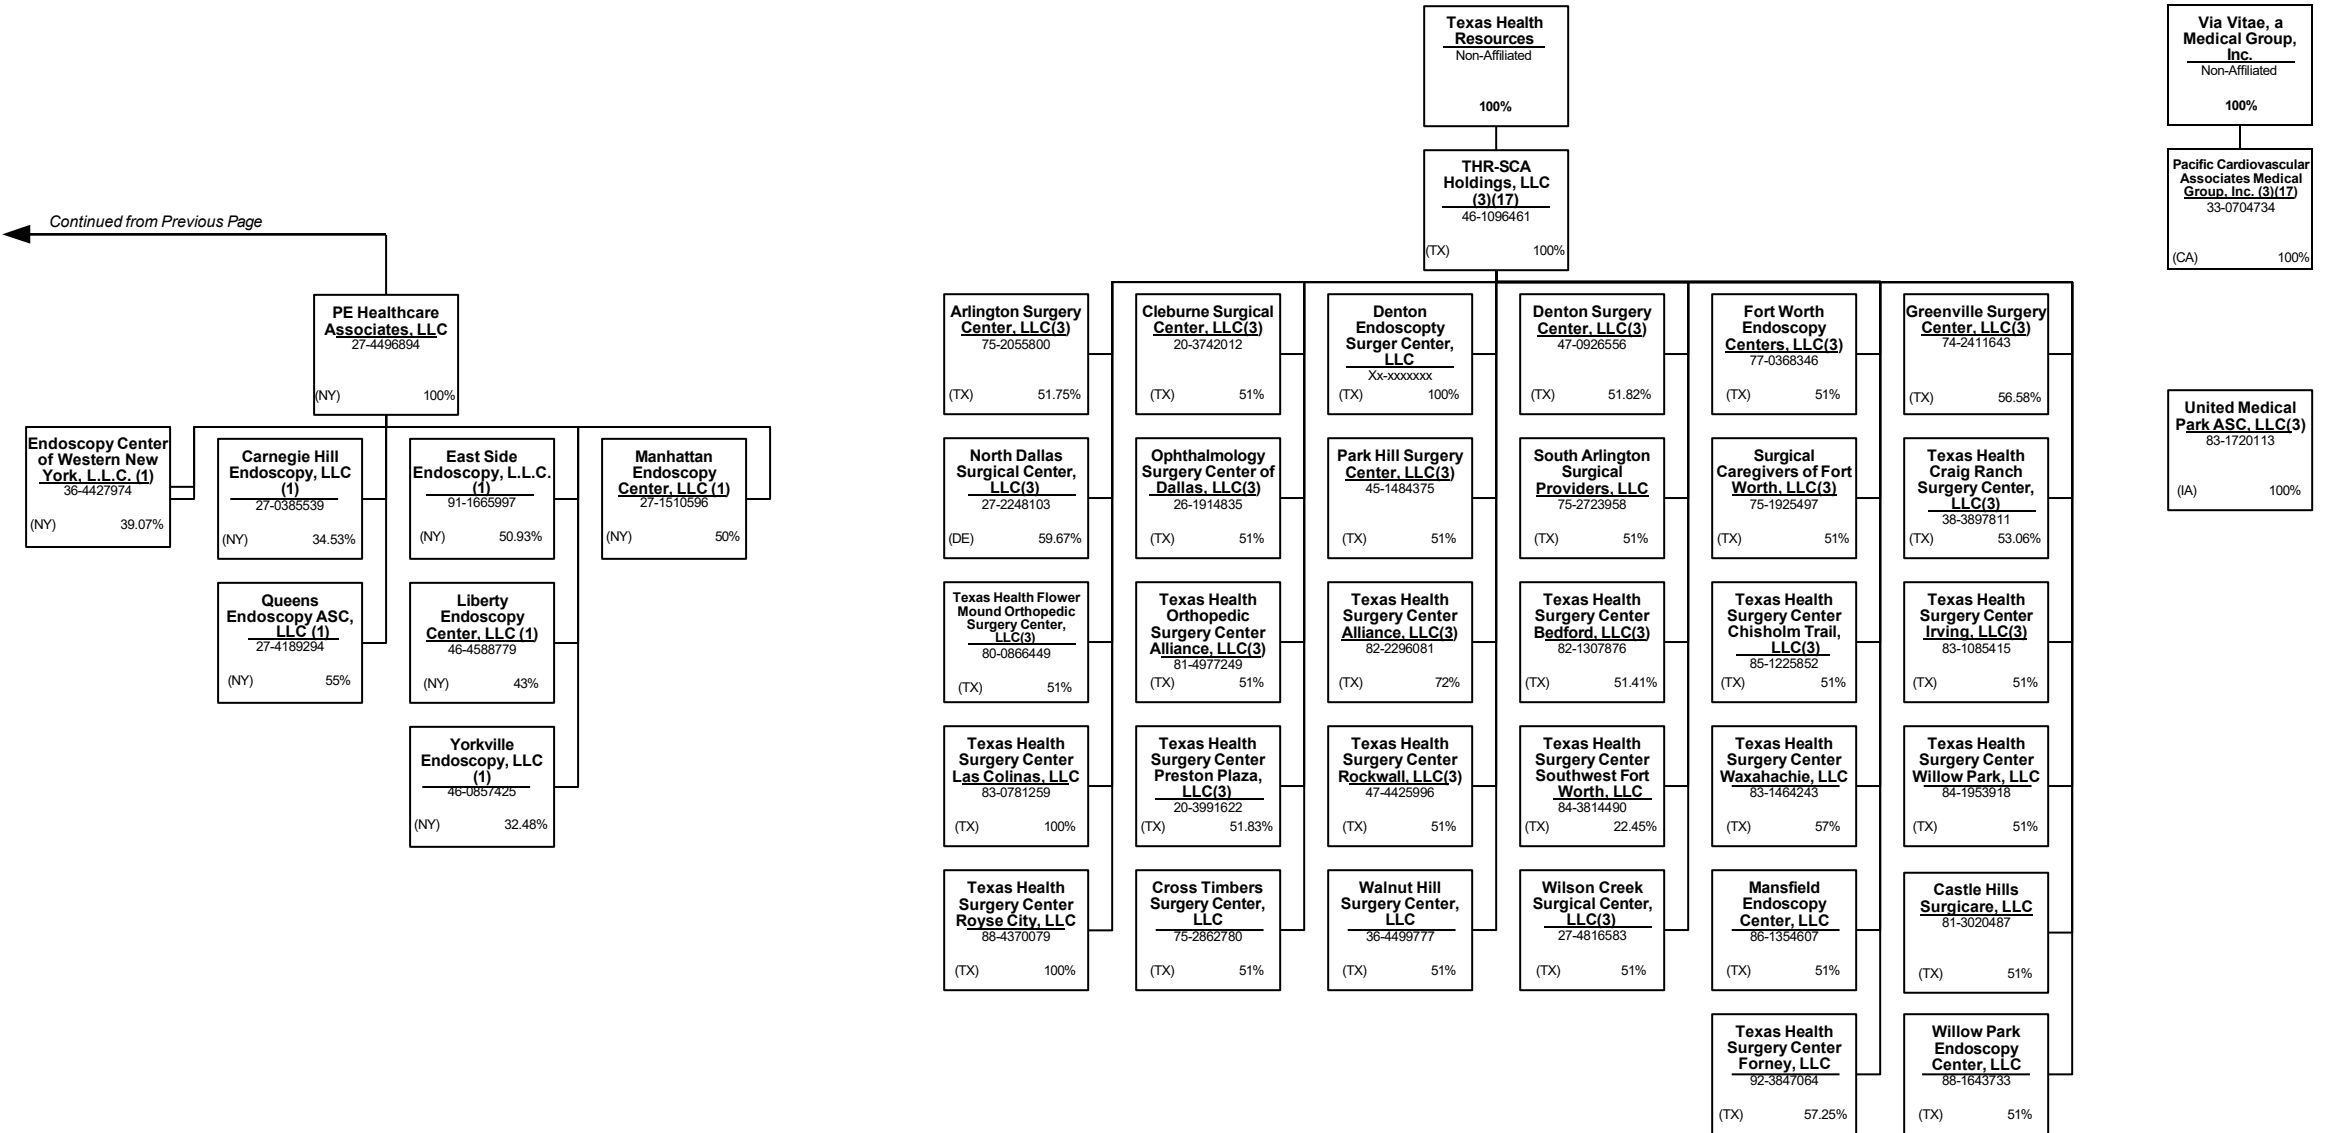 Texas Health
Resources
Non-Affiliated
100%
Via Vitae, a
Medical Group,
Inc.
Non-Affiliated
100%
THR-SCA
Holdings, LLC
(3)(17)
46-1096461
(TX) 100%
Pacific Cardiovascular
Associates Medical
Group, Inc. (3)(17)
33-0704734
(CA) 100%
Continued from Previous Page
PE Healthcare
Associates, LLC
27-4496894
(NY) 100%
Endoscopy Center
of Western New
York, L.L.C. (1)
36-4427974
(NY) 39.07%
Carnegie Hill
Endoscopy, LLC
(1)
27-0385539
(NY) 34.53%
East Side
Endoscopy, L.L.C.
(1)
91-1665997
(NY) 50.93%
Manhattan
Endoscopy
Center, LLC (1)
27-1510596
(NY) 50%
Queens
Endoscopy ASC,
LLC (1)
27-4189294
(NY) 55%
Liberty
Endoscopy
Center, LLC (1)
46-4588779
(NY) 43%
Yorkville
Endoscopy, LLC
(1)
46-0857425
(NY) 32.48%
Arlington Surgery
Center, LLC(3)
75-2055800
(TX) 51.75%
Cleburne Surgical
Center, LLC(3)
20-3742012
(TX) 51%
Denton
Endoscopty
Surger Center,
LLC
Xx-xxxxxxx
(TX) 100%
Denton Surgery
Center, LLC(3)
47-0926556
(TX) 51.82%
Fort Worth
Endoscopy
Centers, LLC(3)
77-0368346
(TX) 51%
Greenville Surgery
Center, LLC(3)
74-2411643
(TX) 56.58%
United Medical
Park ASC, LLC(3)
83-1720113
(IA) 100%
North Dallas
Surgical Center,
LLC(3)
27-2248103
(DE) 59.67%
Ophthalmology
Surgery Center of
Dallas, LLC(3)
26-1914835
(TX) 51%
Park Hill Surgery
Center, LLC(3)
45-1484375
(TX) 51%
South Arlington
Surgical
Providers, LLC
75-2723958
(TX) 51%
Surgical
Caregivers of Fort
Worth, LLC(3)
75-1925497
(TX) 51%
Texas Health
Craig Ranch
Surgery Center,
LLC(3)
38-3897811
(TX) 53.06%
Texas Health Flower
Mound Orthopedic
Surgery Center,
LLC(3)
80-0866449
(TX) 51%
Texas Health
Orthopedic
Surgery Center
Alliance, LLC(3)
81-4977249
(TX) 51%
Texas Health
Surgery Center
Alliance, LLC(3)
82-2296081
(TX) 72%
Texas Health
Surgery Center
Bedford, LLC(3)
82-1307876
(TX) 51.41%
Texas Health
Surgery Center
Chisholm Trail,
LLC(3)
85-1225852
(TX) 51%
Texas Health
Surgery Center
Irving, LLC(3)
83-1085415
(TX) 51%
Texas Health
Surgery Center
Las Colinas, LLC
83-0781259
(TX) 100%
Texas Health
Surgery Center
Preston Plaza,
LLC(3)
20-3991622
(TX) 51.83%
Texas Health
Surgery Center
Rockwall, LLC(3)
47-4425996
(TX) 51%
Texas Health
Surgery Center
Southwest Fort
Worth, LLC
84-3814490
(TX) 22.45%
Texas Health
Surgery Center
Waxahachie, LLC
83-1464243
(TX) 57%
Texas Health
Surgery Center
Willow Park, LLC
84-1953918
(TX) 51%
Texas Health
Surgery Center
Royse City, LLC
88-4370079
(TX) 100%
Cross Timbers
Surgery Center,
LLC
75-2862780
(TX) 51%
Walnut Hill
Surgery Center,
LLC
36-4499777
(TX) 51%
Wilson Creek
Surgical Center,
LLC(3)
27-4816583
(TX) 51%
Mansfield
Endoscopy
Center, LLC
86-1354607
(TX) 51%
Castle Hills
Surgicare, LLC
81-3020487
(TX) 51%
Texas Health
Surgery Center
Forney, LLC
92-3847064
(TX) 57.25%
Willow Park
Endoscopy
Center, LLC
88-1643733
(TX) 51%